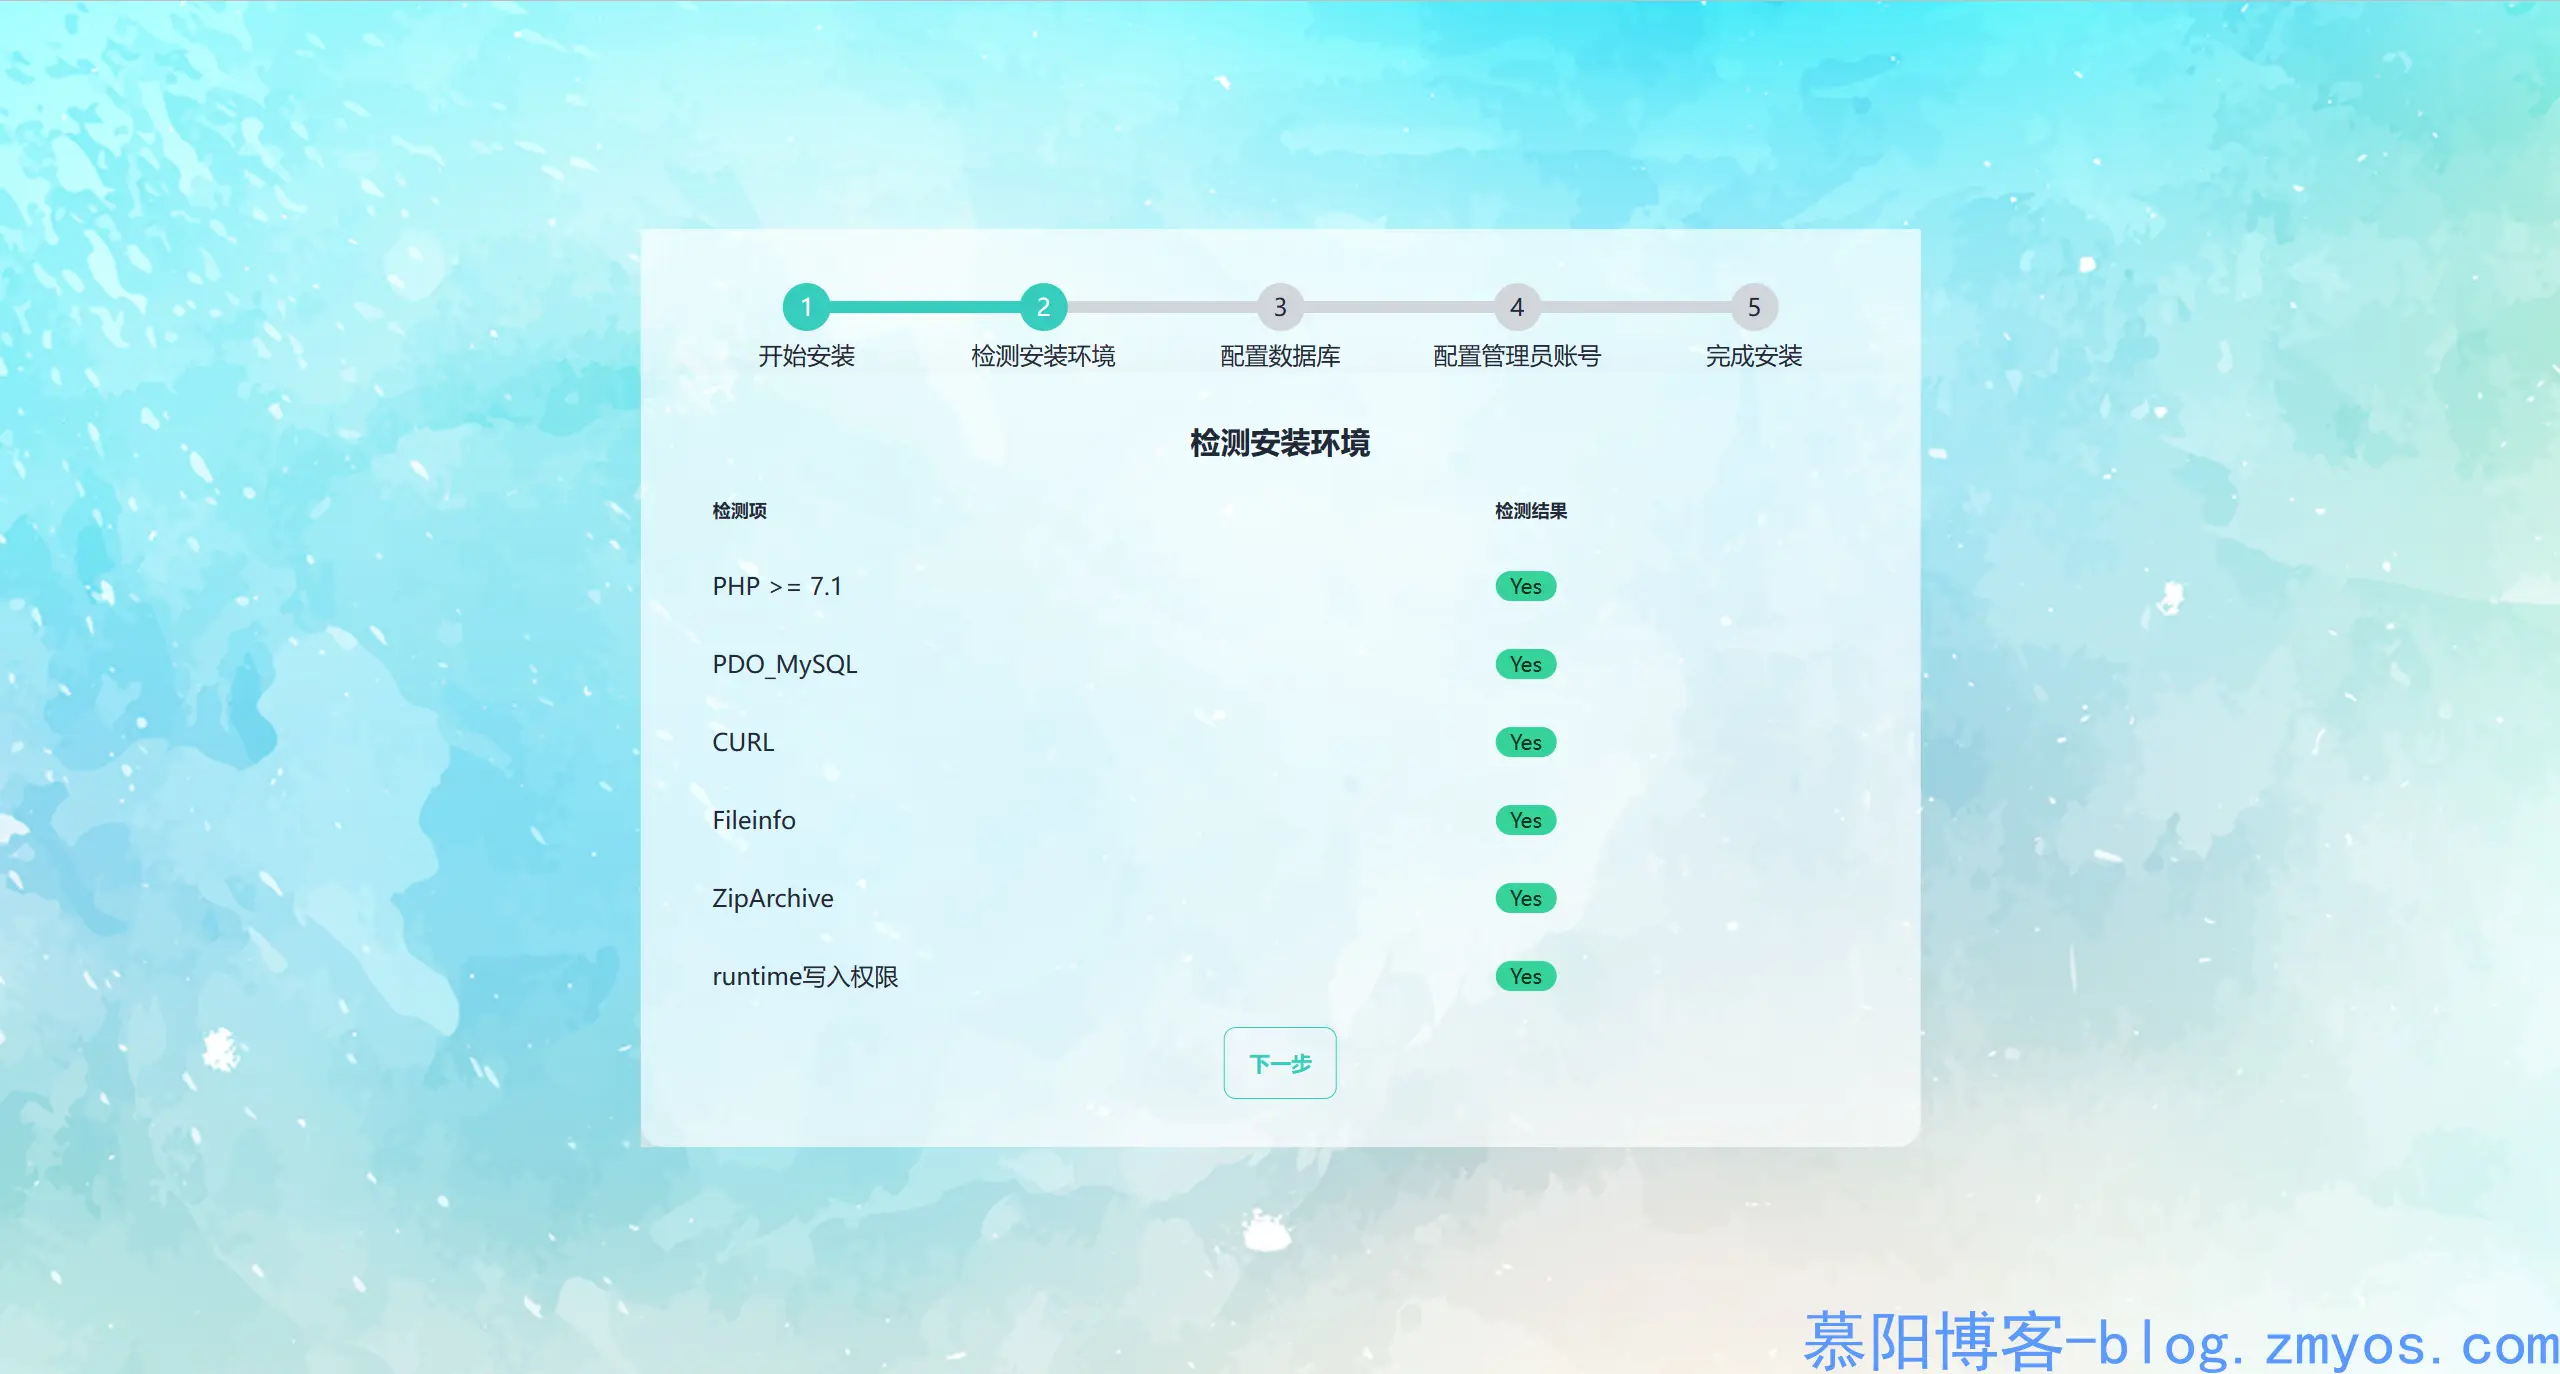 1 2 3 4 5
开始安装 检测安装环境 配置数据库 配置管理员账号 完成安装
检测安装环境
检测项 检测结果
PHP >= 7.1 Yes
PDO_MySQL Yes
CURL Yes
Fileinfo Yes
ZipArchive Yes
runtime写入权限 Yes
下一步
慕阳博客-blog.zmyos.com